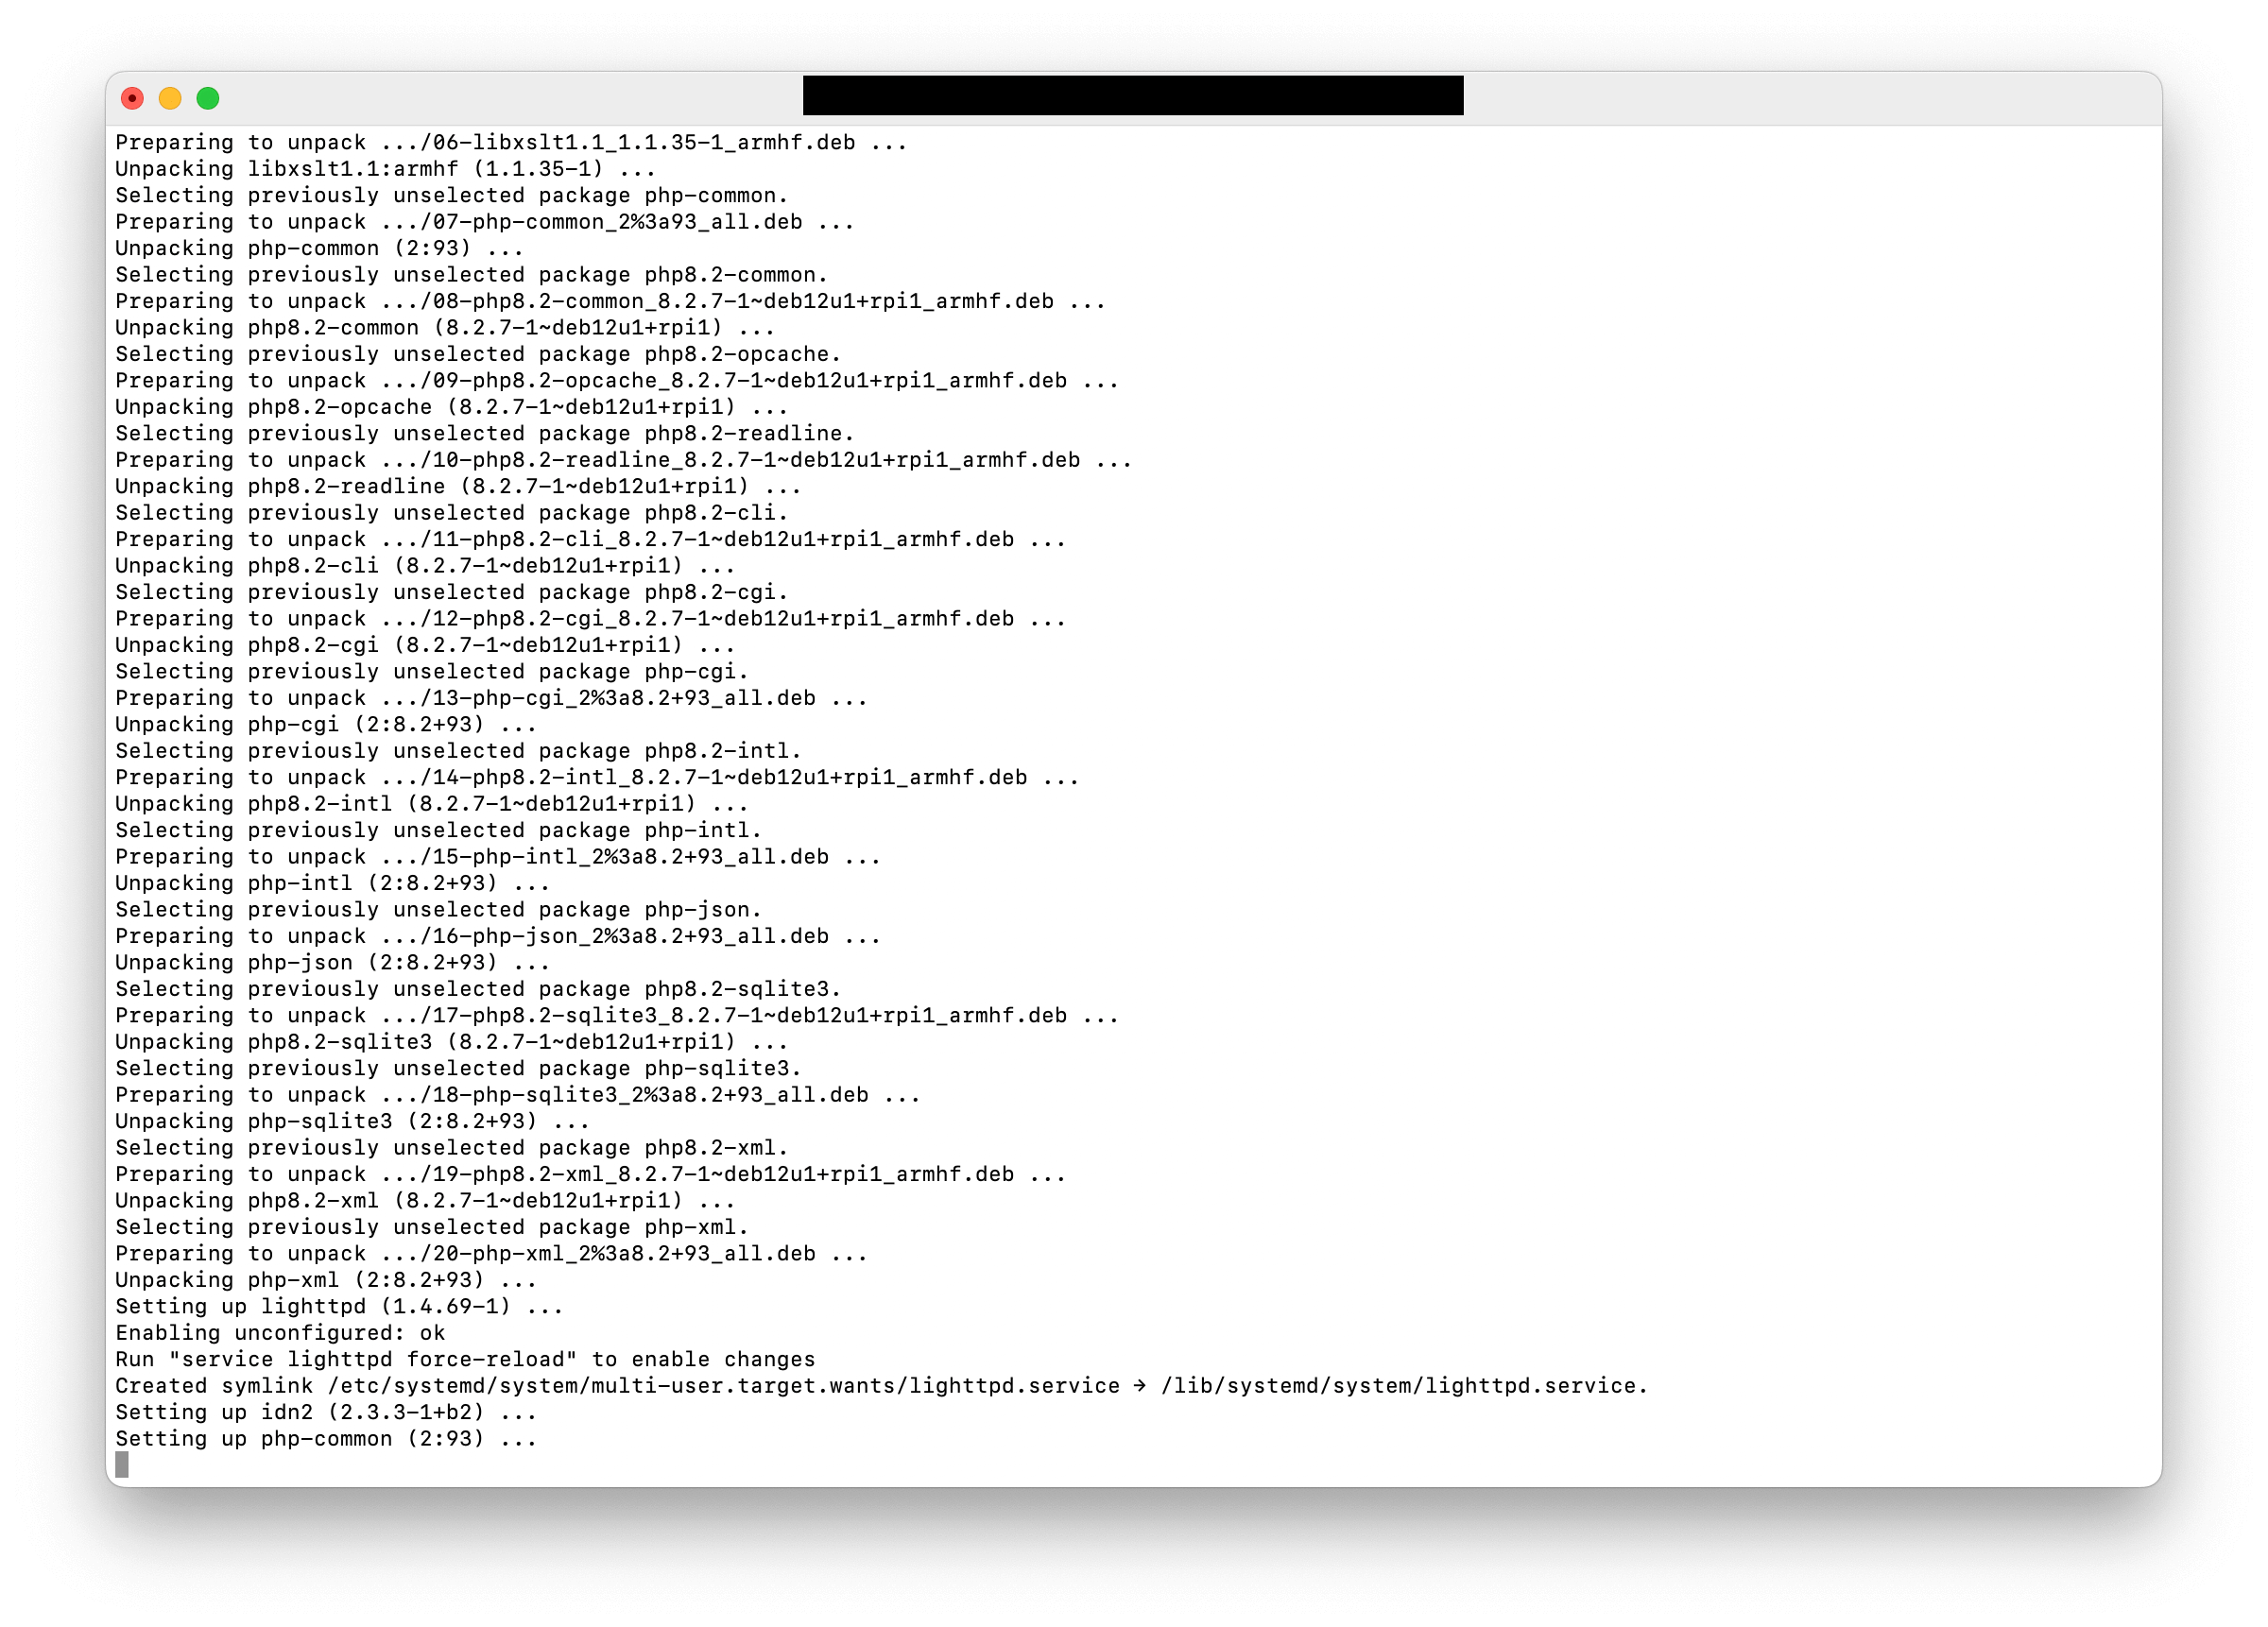 Preparing to unpack .../06-libxslt1.1_1.1.35-1_armhf.deb ...
Unpacking libxslt1.1:armhf (1.1.35-1) ...
Selecting previously unselected package php-common.
Preparing to unpack .../07-php-common_2%3a93_all.deb ...
Unpacking php-common (2:93) ...
Selecting previously unselected package php8.2-common.
Preparing to unpack .../08-php8.2-common_8.2.7-1~deb12u1+rpi1_armhf.deb ...
Unpacking php8.2-common (8.2.7-1~deb12u1+rpi1) ...
Selecting previously unselected package php8.2-opcache.
Preparing to unpack .../09-php8.2-opcache_8.2.7-1~deb12u1+rpi1_armhf.deb ...
Unpacking php8.2-opcache (8.2.7-1~deb12u1+rpi1) ...
Selecting previously unselected package php8.2-readline.
Preparing to unpack .../10-php8.2-readline_8.2.7-1~deb12u1+rpi1_armhf.deb ...
Unpacking php8.2-readline (8.2.7-1~deb12u1+rpi1) ...
Selecting previously unselected package php8.2-cli.
Preparing to unpack .../11-php8.2-cli_8.2.7-1~deb12u1+rpi1_armhf.deb ...
Unpacking php8.2-cli (8.2.7-1~deb12u1+rpi1) ...
Selecting previously unselected package php8.2-cgi.
Preparing to unpack .../12-php8.2-cgi_8.2.7-1~deb12u1+rpi1_armhf.deb ...
Unpacking php8.2-cgi (8.2.7-1~deb12u1+rpi1) ...
Selecting previously unselected package php-cgi.
Preparing to unpack .../13-php-cgi_2%3a8.2+93_all.deb ...
Unpacking php-cgi (2:8.2+93) ...
Selecting previously unselected package php8.2-intl.
Preparing to unpack .../14-php8.2-intl_8.2.7-1~deb12u1+rpi1_armhf.deb ...
Unpacking php8.2-intl (8.2.7-1~deb12u1+rpi1) ...
Selecting previously unselected package php-intl.
Preparing to unpack .../15-php-intl_2%3a8.2+93_all.deb ...
Unpacking php-intl (2:8.2+93) ...
Selecting previously unselected package php-json.
Preparing to unpack .../16-php-json_2%3a8.2+93_all.deb ...
Unpacking php-json (2:8.2+93) ...
Selecting previously unselected package php8.2-sqlite3.
Preparing to unpack .../17-php8.2-sqlite3_8.2.7-1~deb12u1+rpi1_armhf.deb ...
Unpacking php8.2-sqlite3 (8.2.7-1~deb12u1+rpi1) ...
Selecting previously unselected package php-sqlite3.
Preparing to unpack .../18-php-sqlite3_2%3a8.2+93_all.deb ...
Unpacking php-sqlite3 (2:8.2+93) ...
Selecting previously unselected package php8.2-xml.
Preparing to unpack .../19-php8.2-xml_8.2.7-1~deb12u1+rpi1_armhf.deb ...
Unpacking php8.2-xml (8.2.7-1~deb12u1+rpi1) ...
Selecting previously unselected package php-xml.
Preparing to unpack .../20-php-xml_2%3a8.2+93_all.deb ...
Unpacking php-xml (2:8.2+93) ...
Setting up lighttpd (1.4.69-1) ...
Enabling unconfigured: ok
Run "service lighttpd force-reload" to enable changes
Created symlink /etc/systemd/system/multi-user.target.wants/lighttpd.service → /lib/systemd/system/lighttpd.service.
Setting up idn2 (2.3.3-1+b2) ...
Setting up php-common (2:93) ...